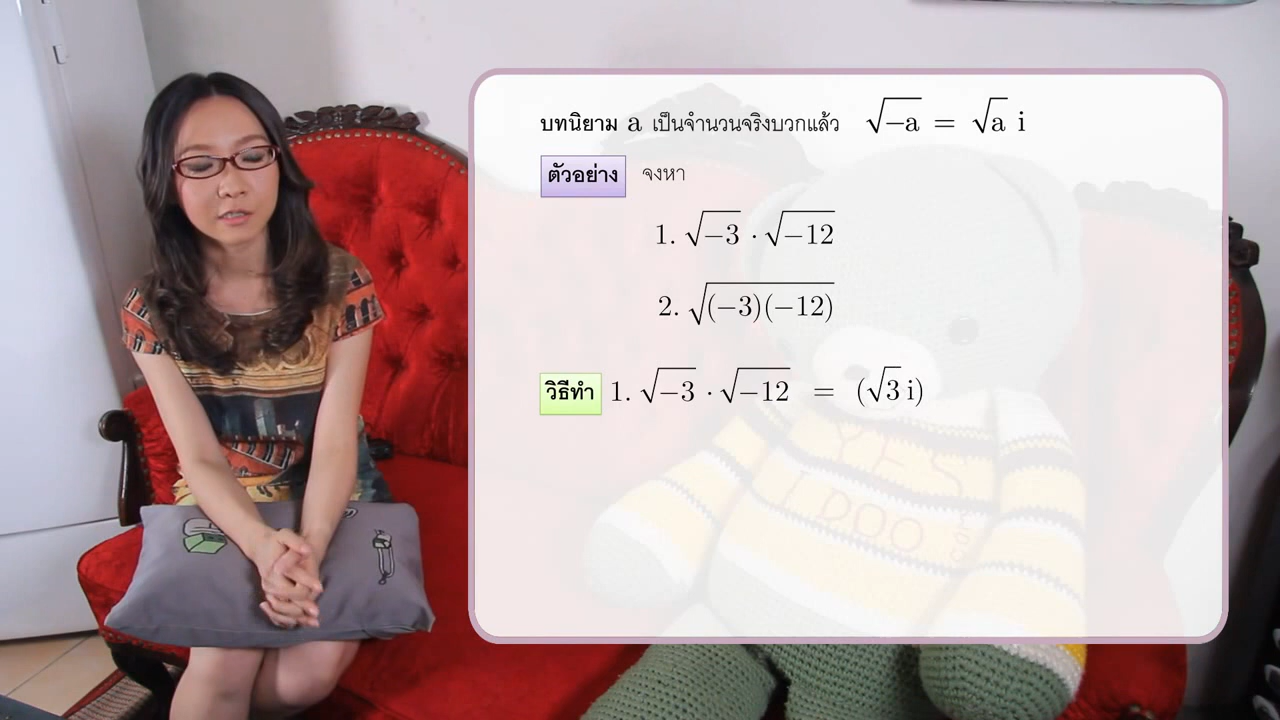 บทนิยาม a เป็นจำนวนจริงบวกแล้ว √−a = √a i
ตัวอย่าง จงหา
1. √−3 · √−12
2. √(−3)(−12)
วิธีทำ 1. √−3 · √−12 = (√3 i)
YES
I DOO